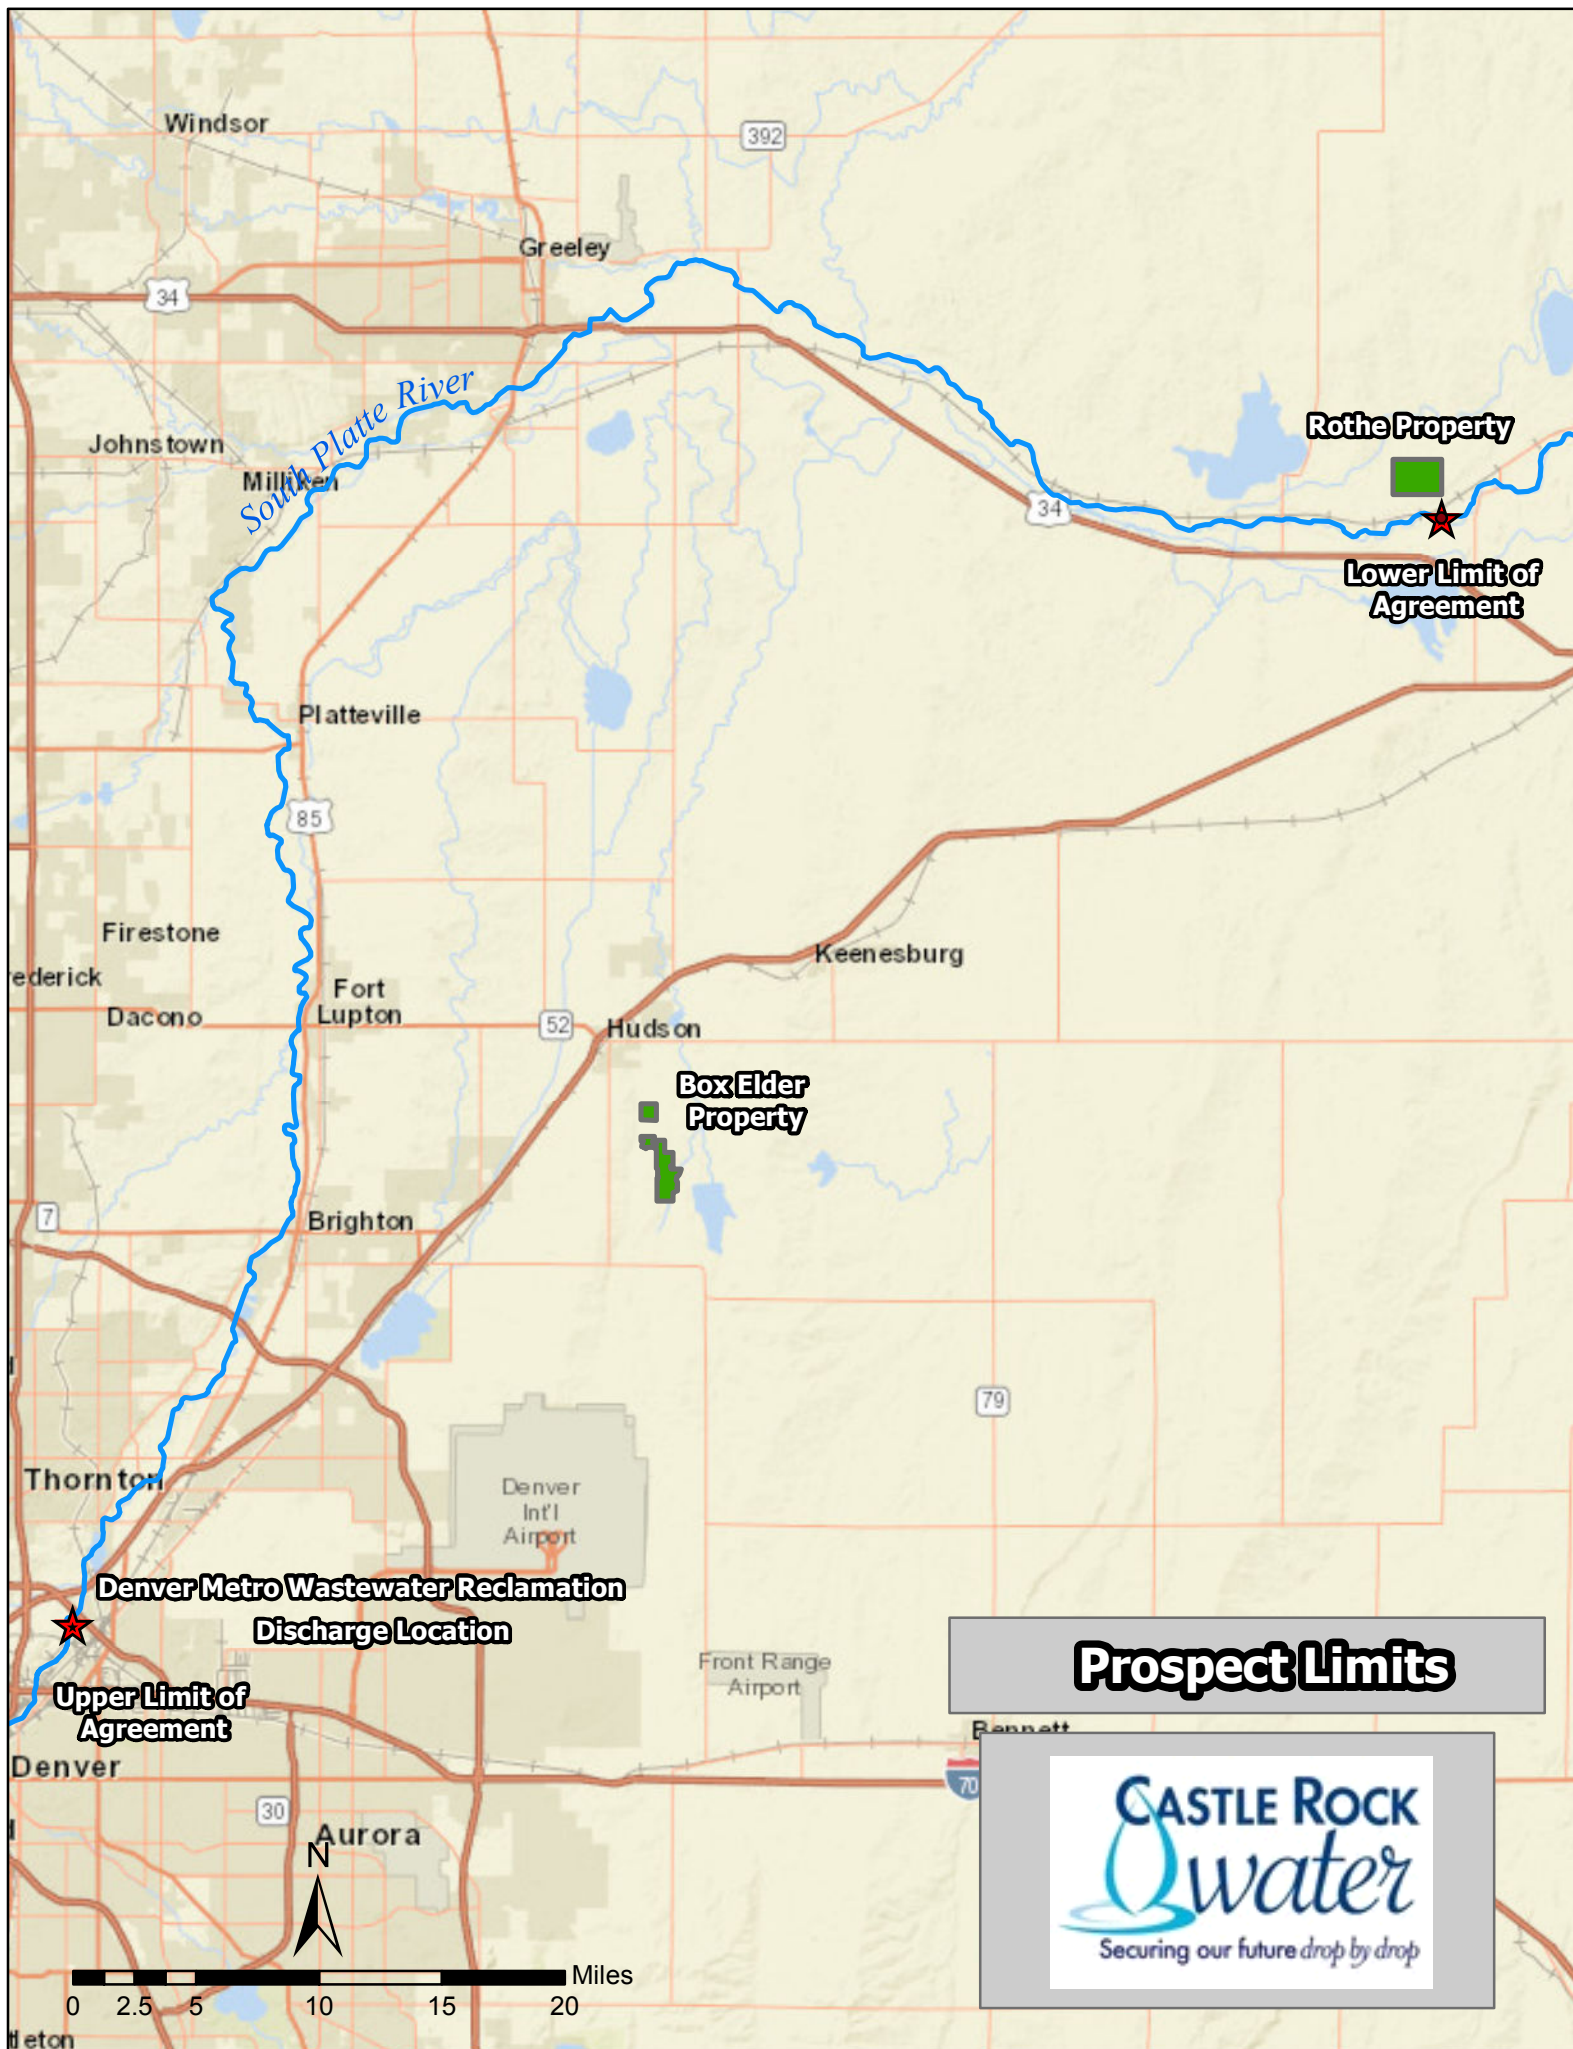 Windsor
392
Greeley
34
South Platte River
Johnstown
Milliken
Rothe Property
34
Lower Limit of
Agreement
Platteville
85
Firestone
rederick
Keenesburg
Fort
Lupton
Dacono
52
Hudson
Box Elder
Property
7
Brighton
79
Thornton
Denver
Int'l
Airport
Denver Metro Wastewater Reclamation
Discharge Location
Front Range
Airport
Prospect Limits
Upper Limit of
Agreement
Bennett
Denver
70
30
Aurora
N
CASTLE ROCK
water
Securing our future drop by drop
Miles
0 2.5 5 10 15 20
tleton